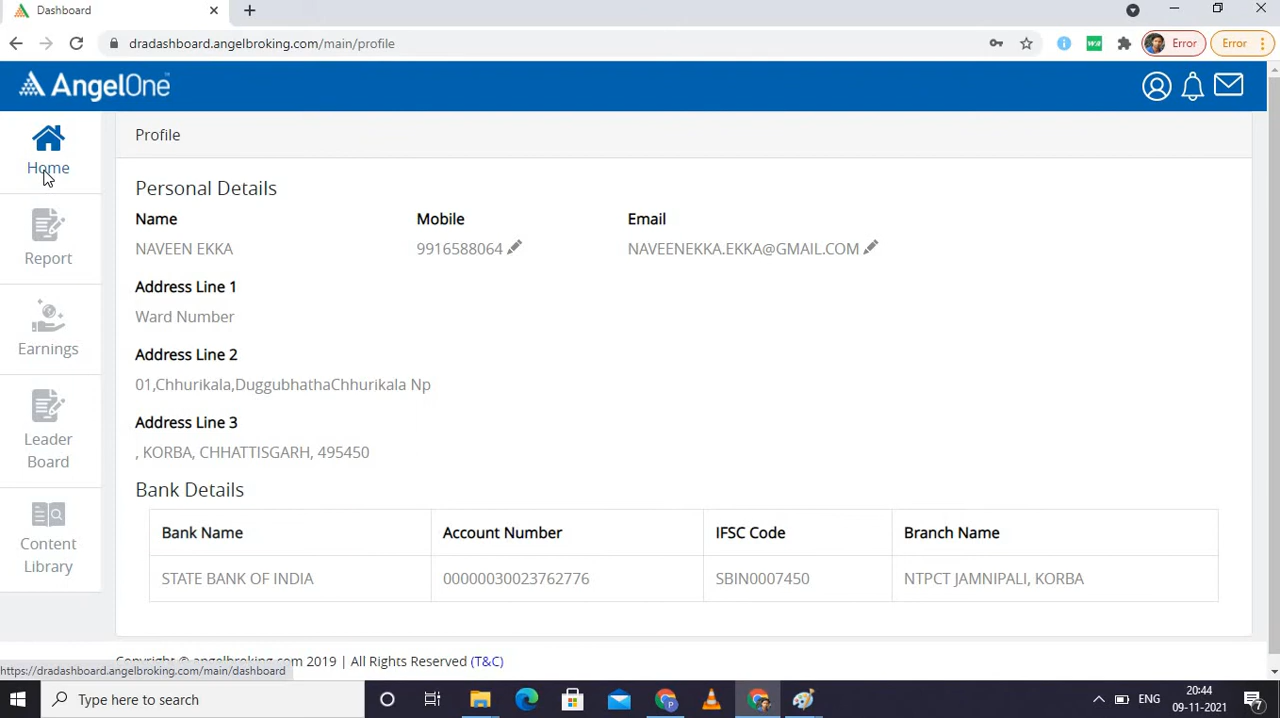 Dashboard
dradashboard.angelbroking.com/main/profile
Error
Error
AngelOne
Home
Report
Earnings
Leader
Board
Content
Library
Profile
Personal Details
Name Mobile Email
NAVEEN EKKA 9916588064 NAVEENEKKA.EKKA@GMAIL.COM
Address Line 1
Ward Number
Address Line 2
01,Chhurikala,DuggubhathaChhurikala Np
Address Line 3
, KORBA, CHHATTISGARH, 495450
Bank Details
Bank Name Account Number IFSC Code Branch Name
STATE BANK OF INDIA 00000030023762776 SBIN0007450 NTPCT JAMNIPALI, KORBA
Copyright © angelbroking.com 2019 | All Rights Reserved (T&C)
https://dradashboard.angelbroking.com/main/dashboard
Type here to search
ENG
20:44
09-11-2021
7